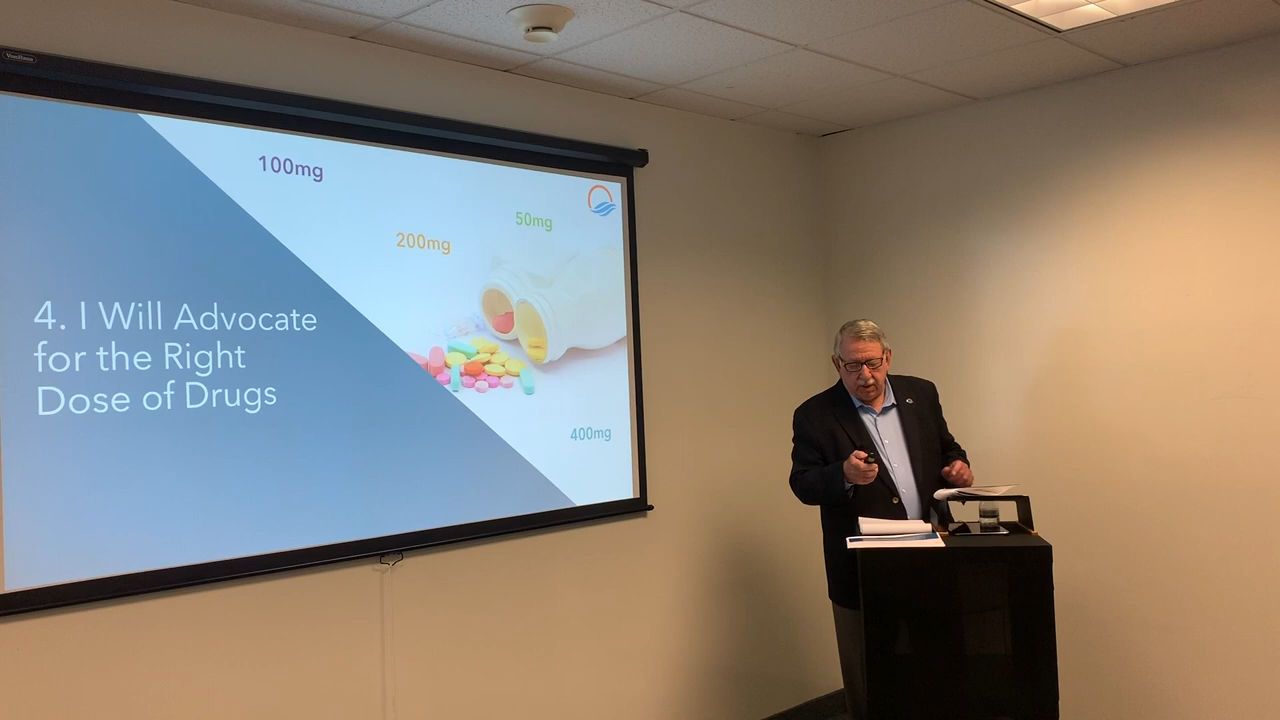 100mg
50mg
200mg
4. I Will Advocate
for the Right
Dose of Drugs
400mg